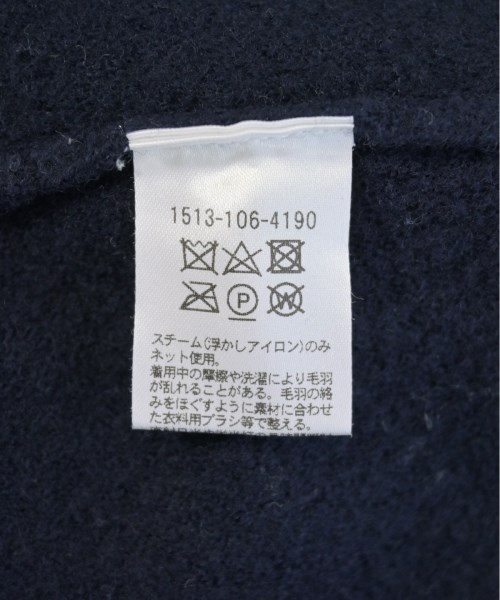 1513-106-4190
P
W
スチーム(浮かしアイロン)のみ
ネット使用。
着用中の摩擦や洗濯により毛羽
が乱れることがある。毛羽の絡
みをほぐすように素材に合わせ
た衣料用ブラシ等で整える。